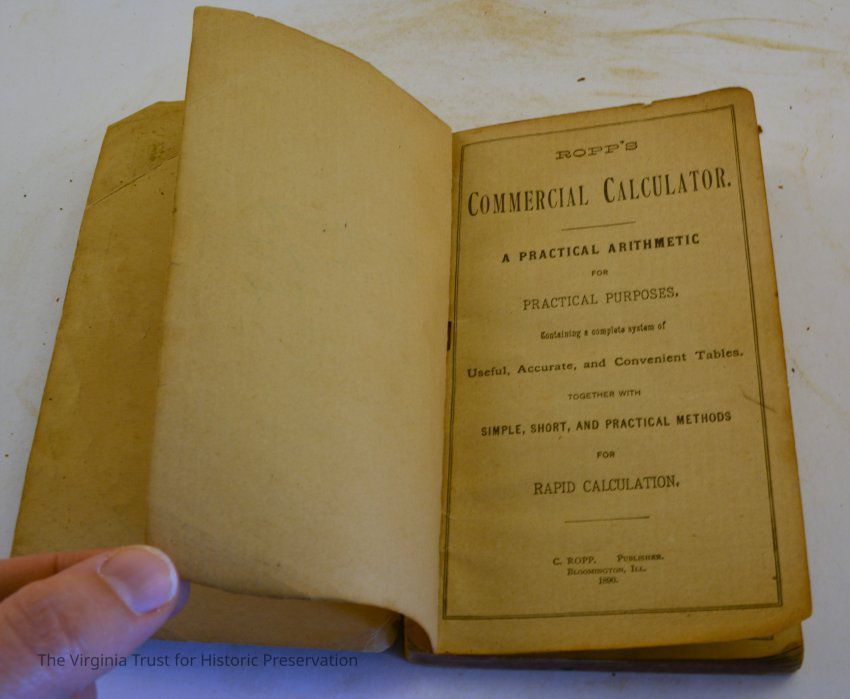 ROPP'S
COMMERCIAL CALCULATOR.
A PRACTICAL ARITHMETIC
FOR
PRACTICAL PURPOSES,
Containing a complete system of
Useful, Accurate, and Convenient Tables,
TOGETHER WITH
SIMPLE, SHORT, AND PRACTICAL METHODS
FOR
RAPID CALCULATION.
C. ROPP, PUBLISHER.
BLOOMINGTON, ILL.
1890.
The Virginia Trust for Historic Preservation